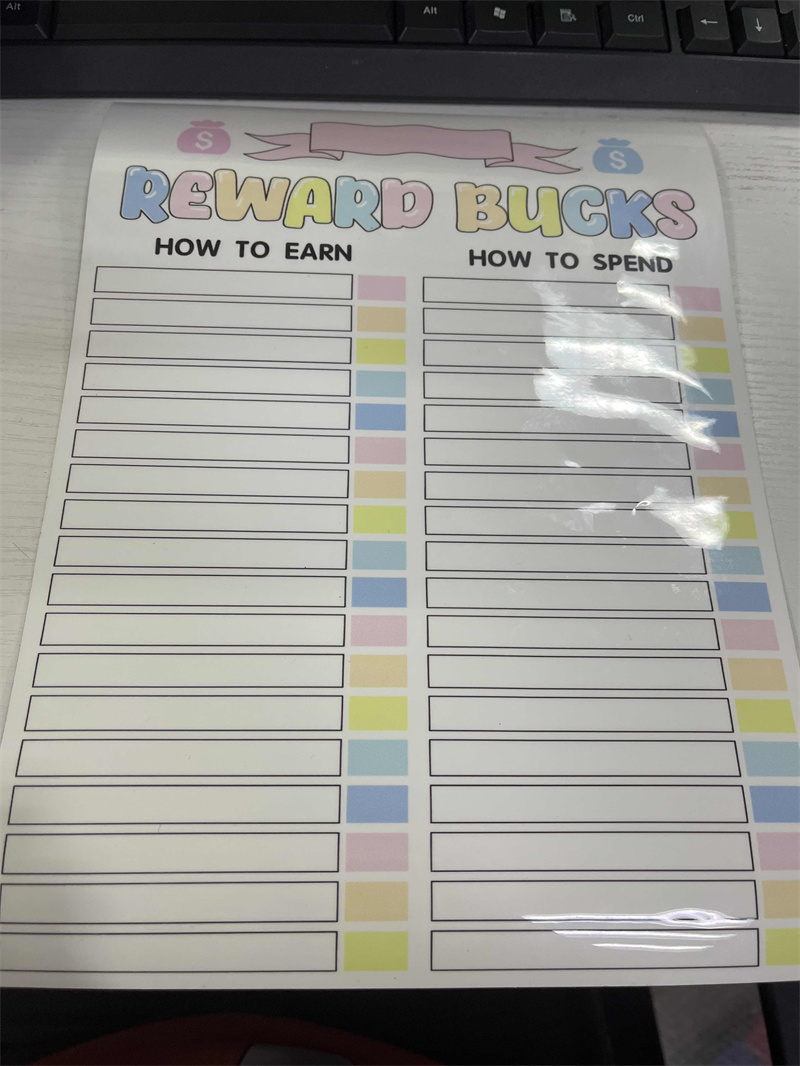 Alt
Alt
Ctrl
$
$
REWARD BUCKS
HOW TO EARN
HOW TO SPEND